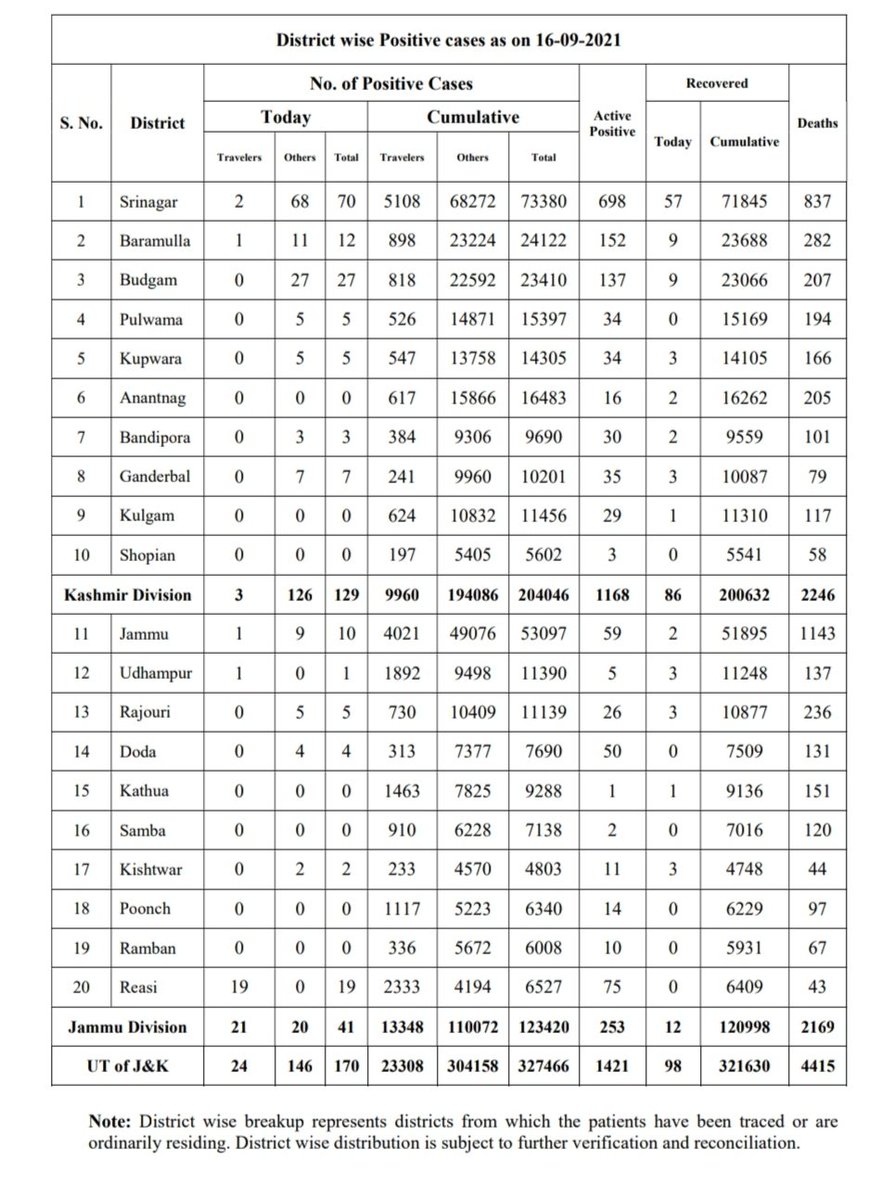 District wise Positive cases as on 16-09-2021
S. No. District No. of Positive Cases Active Positive Recovered Deaths
Today Cumulative Today Cumulative
Travelers Others Total Travelers Others Total
1 Srinagar 2 68 70 5108 68272 73380 698 57 71845 837
2 Baramulla 1 11 12 898 23224 24122 152 9 23688 282
3 Budgam 0 27 27 818 22592 23410 137 9 23066 207
4 Pulwama 0 5 5 526 14871 15397 34 0 15169 194
5 Kupwara 0 5 5 547 13758 14305 34 3 14105 166
6 Anantnag 0 0 0 617 15866 16483 16 2 16262 205
7 Bandipora 0 3 3 384 9306 9690 30 2 9559 101
8 Ganderbal 0 7 7 241 9960 10201 35 3 10087 79
9 Kulgam 0 0 0 624 10832 11456 29 1 11310 117
10 Shopian 0 0 0 197 5405 5602 3 0 5541 58
Kashmir Division 3 126 129 9960 194086 204046 1168 86 200632 2246
11 Jammu 1 9 10 4021 49076 53097 59 2 51895 1143
12 Udhampur 1 0 1 1892 9498 11390 5 3 11248 137
13 Rajouri 0 5 5 730 10409 11139 26 3 10877 236
14 Doda 0 4 4 313 7377 7690 50 0 7509 131
15 Kathua 0 0 0 1463 7825 9288 1 1 9136 151
16 Samba 0 0 0 910 6228 7138 2 0 7016 120
17 Kishtwar 0 2 2 233 4570 4803 11 3 4748 44
18 Poonch 0 0 0 1117 5223 6340 14 0 6229 97
19 Ramban 0 0 0 336 5672 6008 10 0 5931 67
20 Reasi 19 0 19 2333 4194 6527 75 0 6409 43
Jammu Division 21 20 41 13348 110072 123420 253 12 120998 2169
UT of J&K 24 146 170 23308 304158 327466 1421 98 321630 4415
Note: District wise breakup represents districts from which the patients have been traced or are
ordinarily residing. District wise distribution is subject to further verification and reconciliation.